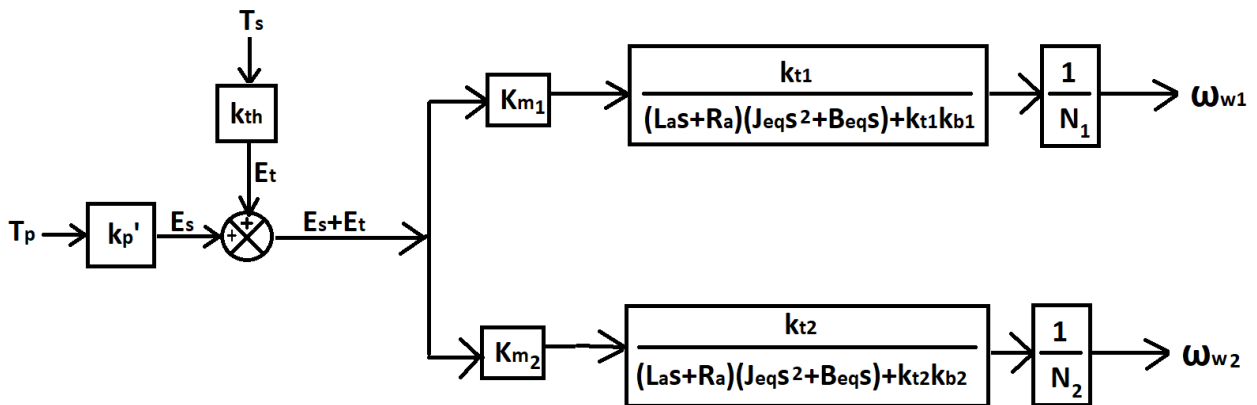 Ts
kth
Et
Tp
kp'
Es
+
+
Es+Et
Km1
kt1
(Las+Ra)(Jeqs²+Beqs)+kt1kb1
1
N1
ωw1
Km2
kt2
(Las+Ra)(Jeqs²+Beqs)+kt2kb2
1
N2
ωw2